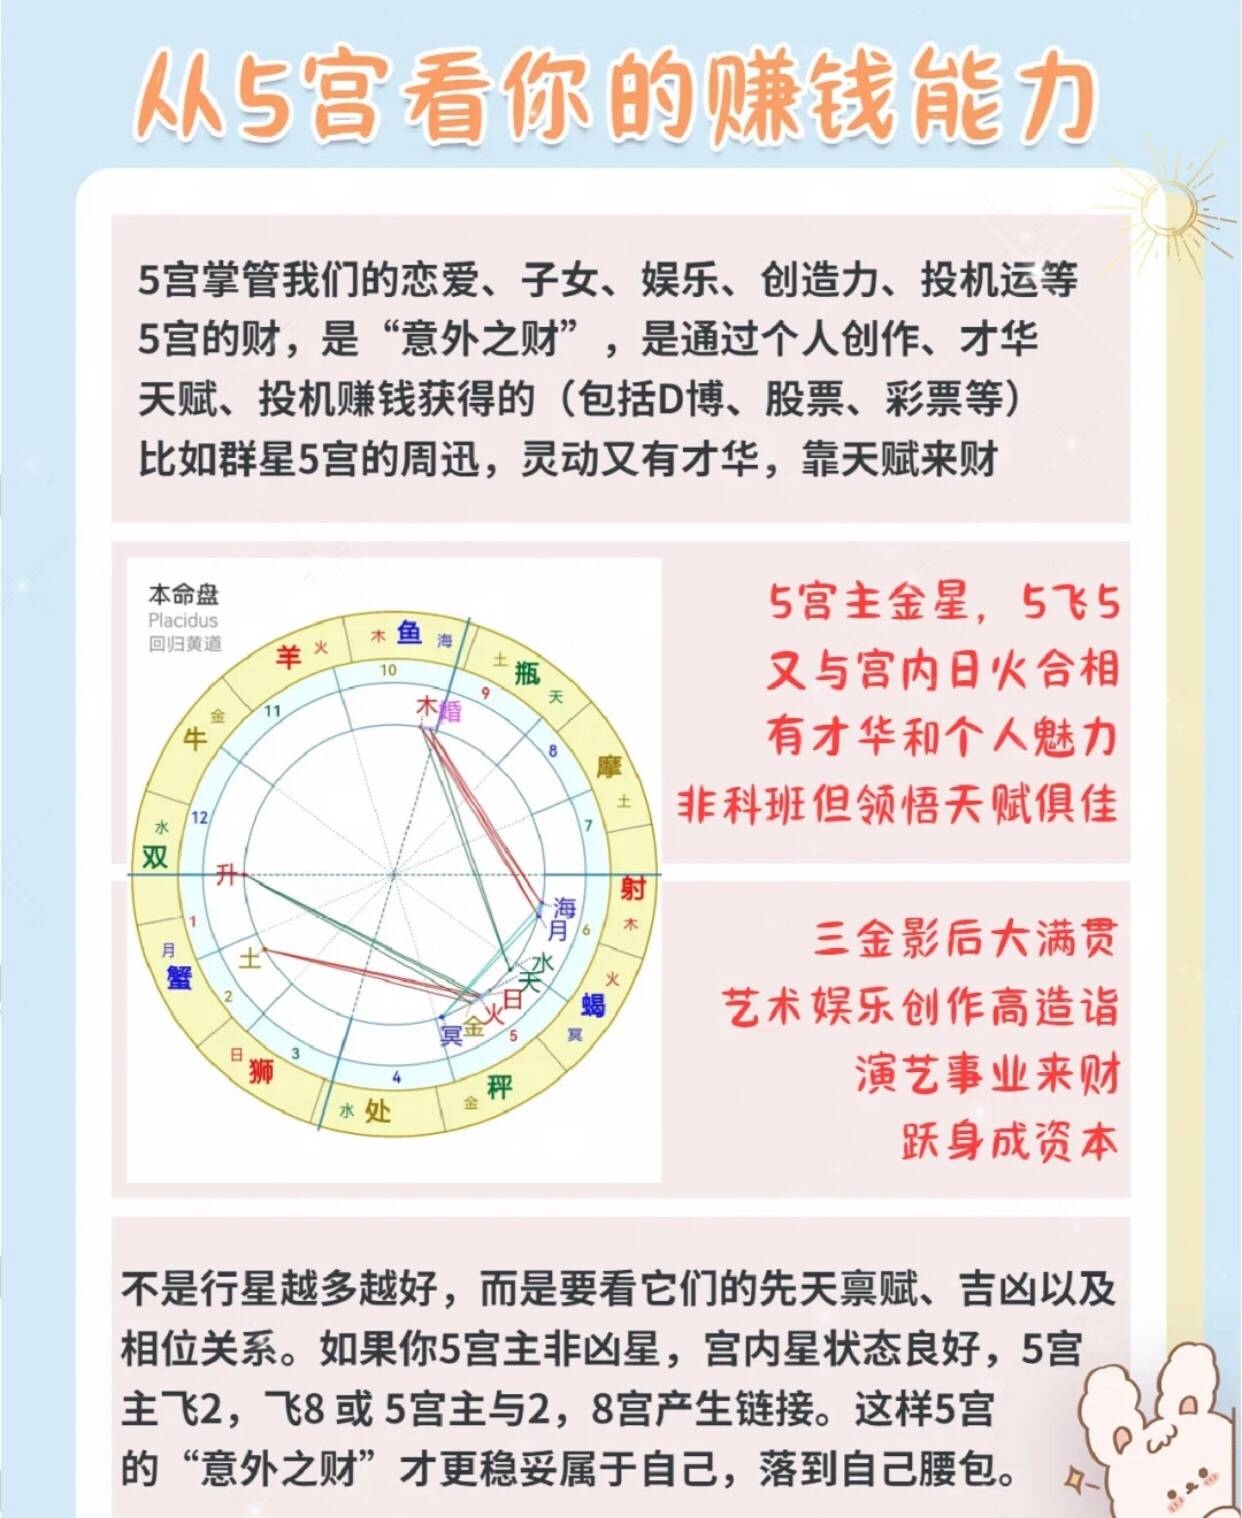 从5宫看你的赚钱能力
5宫掌管我们的恋爱、子女、娱乐、创造力、投机运等
5宫的财，是“意外之财”，是通过个人创作、才华
天赋、投机赚钱获得的（包括D博、股票、彩票等）
比如群星5宫的周迅，灵动又有才华，靠天赋来财
本命盘
Placidus
回归黄道
羊
火
木
鱼
海
土
瓶
天
10
9
11
金
牛
木
婚
8
摩
土
12
7
水
双
升
射
木
1
海
月
6
月
蟹
土
水
天
火
蝎
冥
2
日
火
金
冥
5
日
狮
3
4
秤
金
水
处
5宫主金星，5飞5
又与宫内日火合相
有才华和个人魅力
非科班但领悟天赋俱佳
三金影后大满贯
艺术娱乐创作高造诣
演艺事业来财
跃身成资本
不是行星越多越好，而是要看它们的先天禀赋、吉凶以及
相位关系。如果你5宫主非凶星，宫内星状态良好，5宫
主飞2，飞8 或 5宫主与2，8宫产生链接。这样5宫
的“意外之财”才更稳妥属于自己，落到自己腰包。